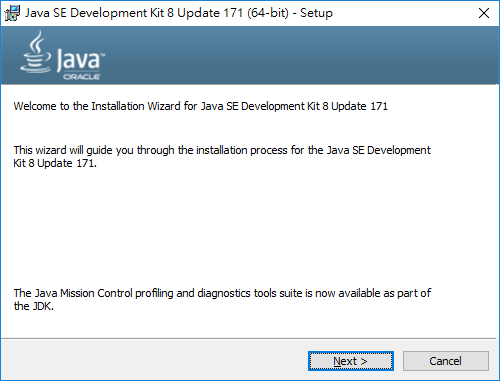 Java SE Development Kit 8 Update 171 (64-bit) - Setup
Java
ORACLE
Welcome to the Installation Wizard for Java SE Development Kit 8 Update 171
This wizard will guide you through the installation process for the Java SE Development
Kit 8 Update 171.
The Java Mission Control profiling and diagnostics tools suite is now available as part of
the JDK.
Next >
Cancel